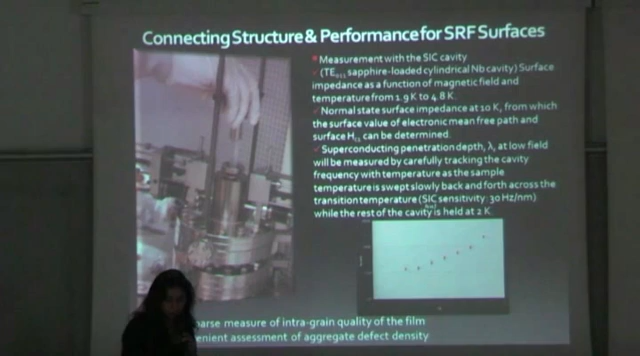 Connecting Structure & Performance for SRF Surfaces
Measurement with the SIC cavity
✓ (TE011 sapphire-loaded cylindrical Nb cavity) Surface
impedance as a function of magnetic field and
temperature from 1.9 K to 4.8 K.
✓ Normal state surface impedance at 10 K, from which
the surface value of electronic mean free path and
surface Hc1 can be determined.
✓ Superconducting penetration depth, λ, at low field
will be measured by carefully tracking the cavity
frequency with temperature as the sample
temperature is swept slowly back and forth across the
transition temperature (SIC sensitivity: 30 Hz/nm)
while the rest of the cavity is held at 2 K.
measure of intra-grain quality of the film
assessment of aggregate defect density